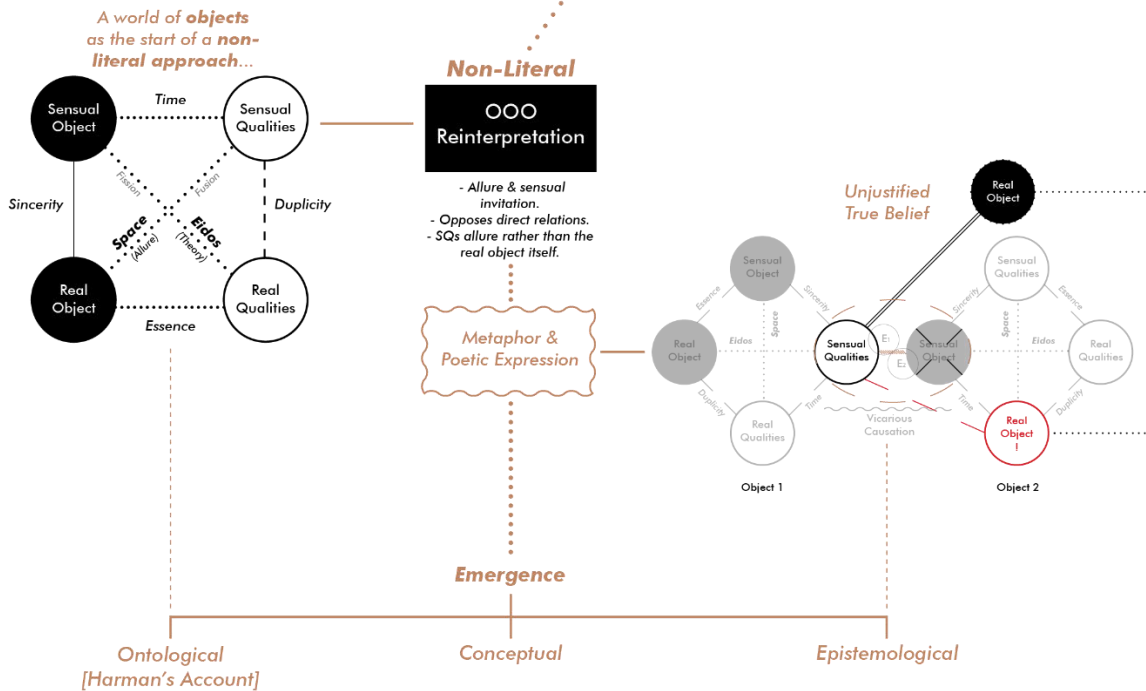 A world of objects
as the start of a non-
literal approach...
Time
Sensual
Object
Sensual
Qualities
Fission
Fusion
Sincerity
Duplicity
Space
(Allure)
Eidos
(Theory)
Real
Object
Real
Qualities
Essence
Non-Literal
OOO
Reinterpretation
- Allure & sensual
invitation.
- Opposes direct relations.
- SQs allure rather than the
real object itself.
Metaphor &
Poetic Expression
Unjustified
True Belief
Real
Object
Sensual
Object
Essence
Sincerity
Real
Object
Eidos
Space
Sensual
Qualities
Duplicity
Time
Real
Qualities
Object 1
E1
E2
Vicarious
Causation
Sensual
Qualities
Sincerity
Essence
Sensual
Object
Space
Eidos
Real
Qualities
Time
Duplicity
Real
Object
!
Object 2
Emergence
Ontological
[Harman's Account]
Conceptual
Epistemological